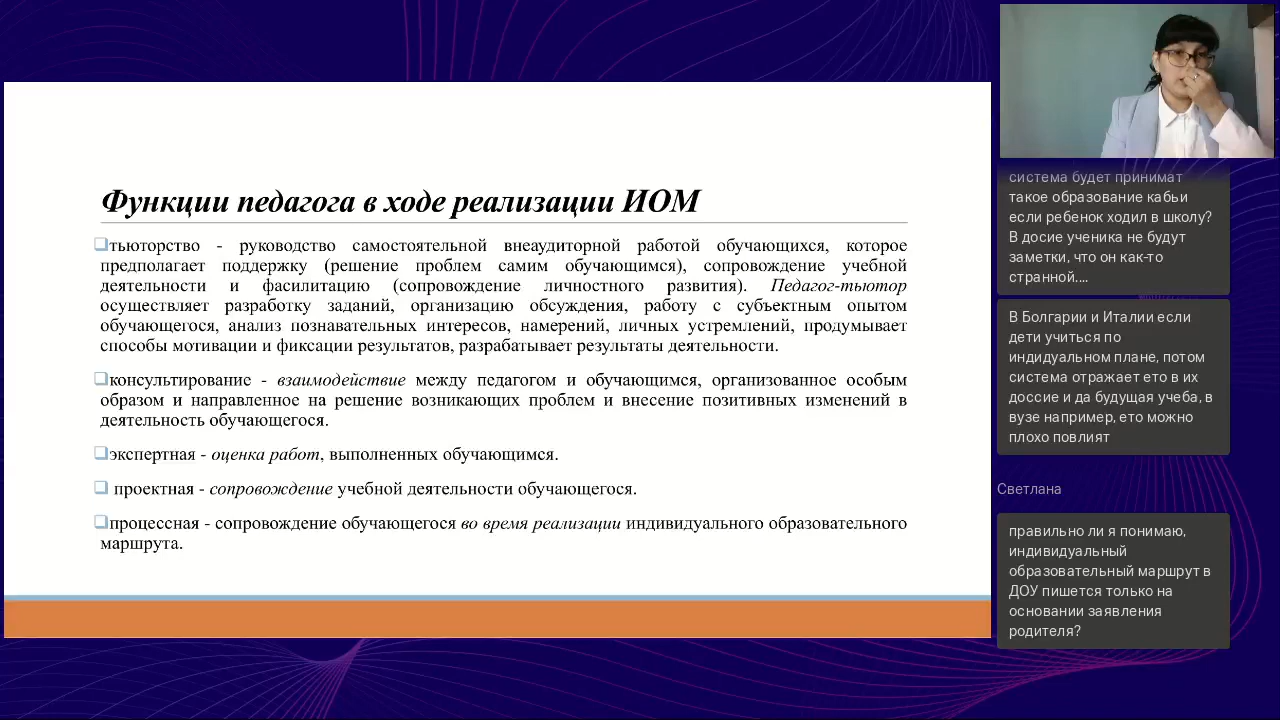 Функции педагога в ходе реализации ИОМ
тьюторство - руководство самостоятельной внеаудиторной работой обучающихся, которое
предполагает поддержку (решение проблем самим обучающимся), сопровождение учебной
деятельности и фасилитацию (сопровождение личностного развития). Педагог-тьютор
осуществляет разработку заданий, организацию обсуждения, работу с субъектным опытом
обучающегося, анализ познавательных интересов, намерений, личных устремлений, продумывает
способы мотивации и фиксации результатов, разрабатывает результаты деятельности.
консультирование - взаимодействие между педагогом и обучающимся, организованное особым
образом и направленное на решение возникающих проблем и внесение позитивных изменений в
деятельность обучающегося.
экспертная - оценка работ, выполненных обучающимся.
проектная - сопровождение учебной деятельности обучающегося.
процессная - сопровождение обучающегося во время реализации индивидуального образовательного
маршрута.
система будет принимат
такое образование кабьи
если ребенок ходил в школу?
В досие ученика не будут
заметки, что он как-то
странной....
В Болгарии и Италии если
дети учиться по
индидуальном плане, потом
система отражает ето в их
доссие и да будущая учеба, в
вузе например, ето можно
плохо повлият
Светлана
правильно ли я понимаю,
индивидуальный
образовательный маршрут в
ДОУ пишется только на
основании заявления
родителя?